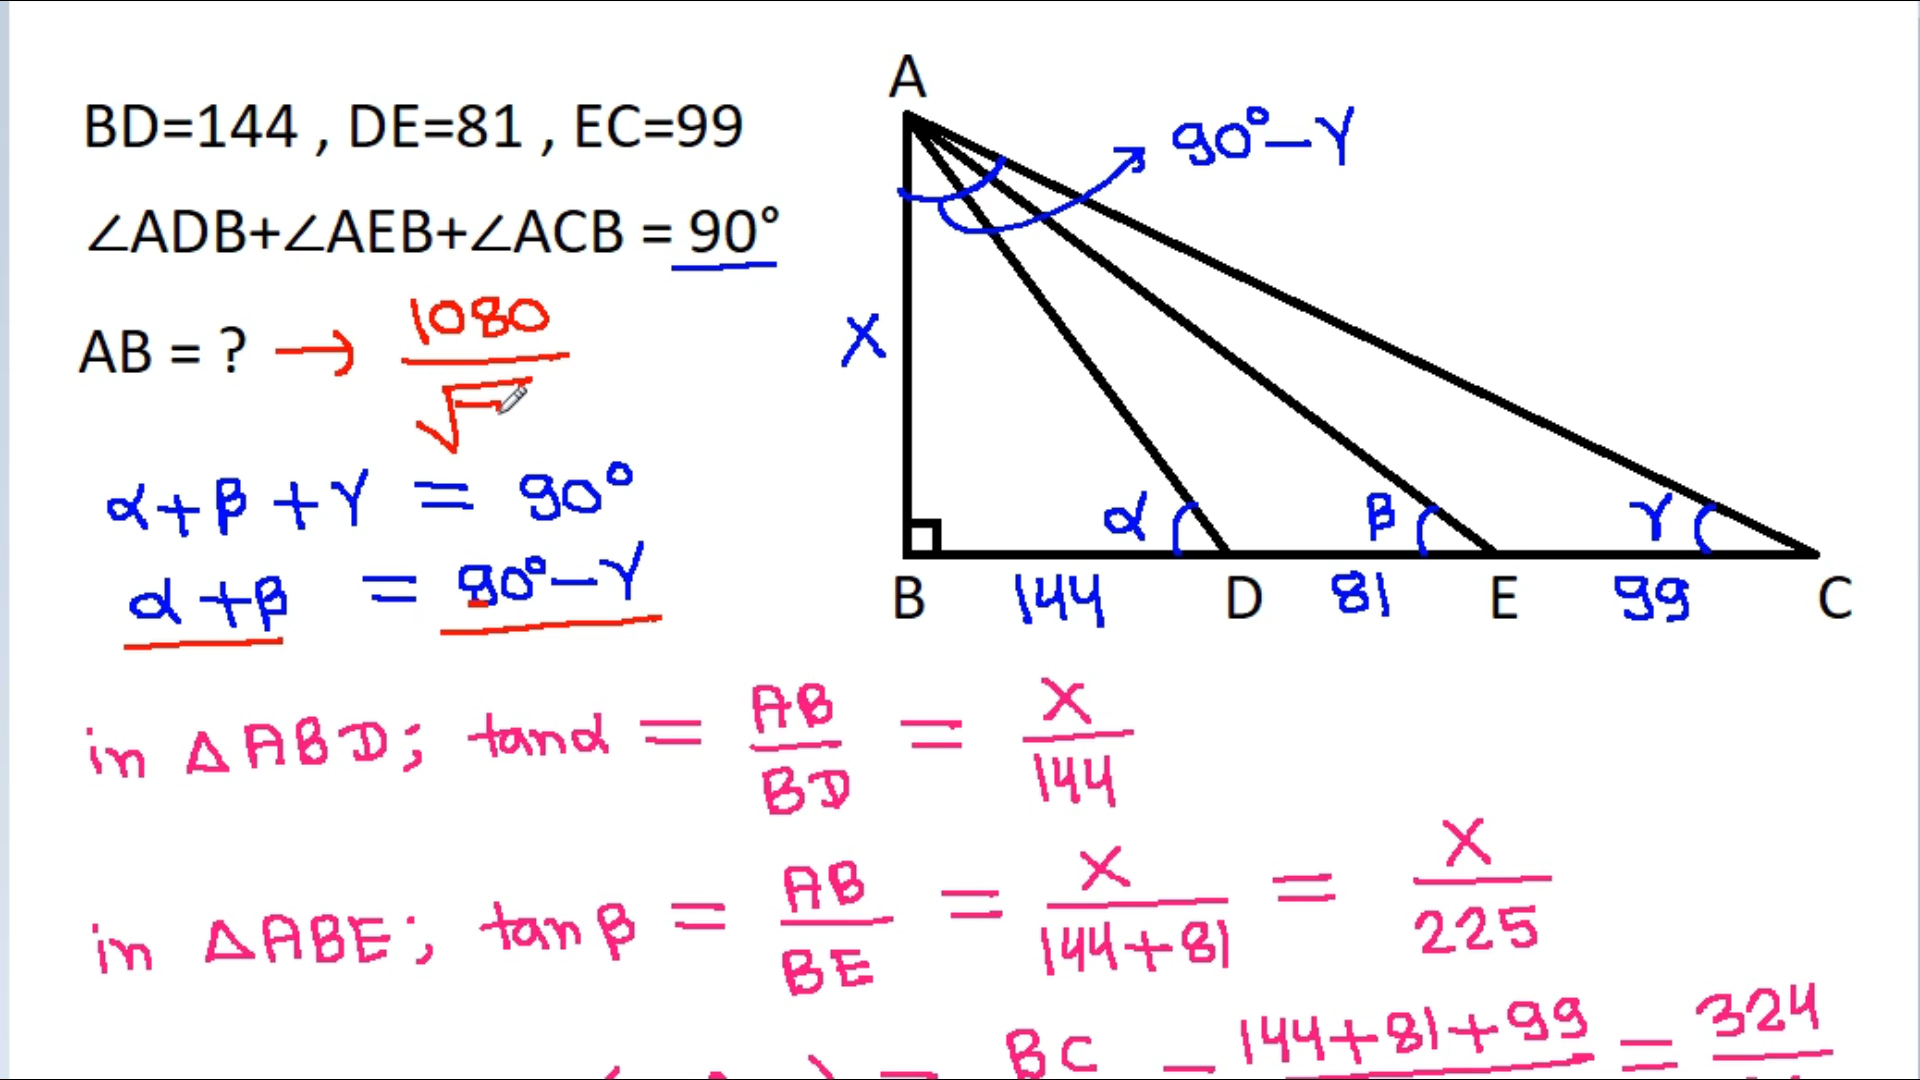 BD=144 , DE=81 , EC=99
∠ADB+∠AEB+∠ACB = 90°
AB = ? → 1080/√
α+β+γ = 90°
α+β = 90°-γ
A
90°-γ
X
α
β
γ
B 144 D 81 E 99 C
in ΔABD; tanα = AB/BD = X/144
in ΔABE; tanβ = AB/BE = X/(144+81) = X/225
BC 144+81+99 = 324